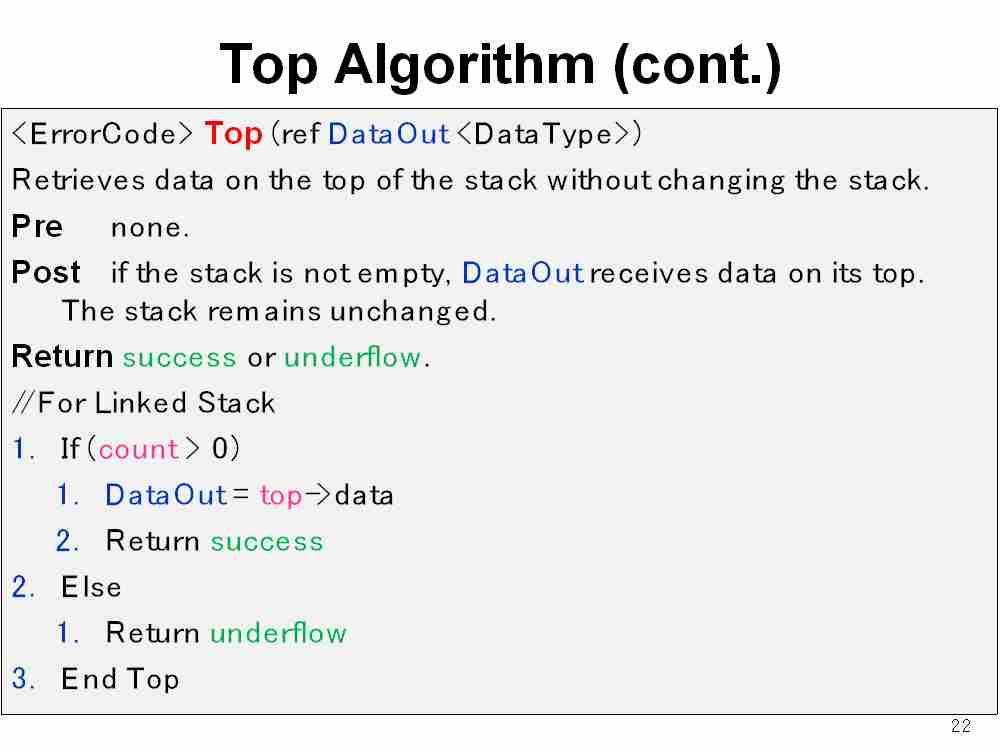 Top Algorithm (cont.)
<ErrorCode> Top (ref DataOut <DataType>)
Retrieves data on the top of the stack without changing the stack.
Pre none.
Post if the stack is not empty, DataOut receives data on its top.
The stack remains unchanged.
Return success or underflow.
//For Linked Stack
1. If (count > 0)
1. DataOut = top->data
2. Return success
2. Else
1. Return underflow
3. End Top
22